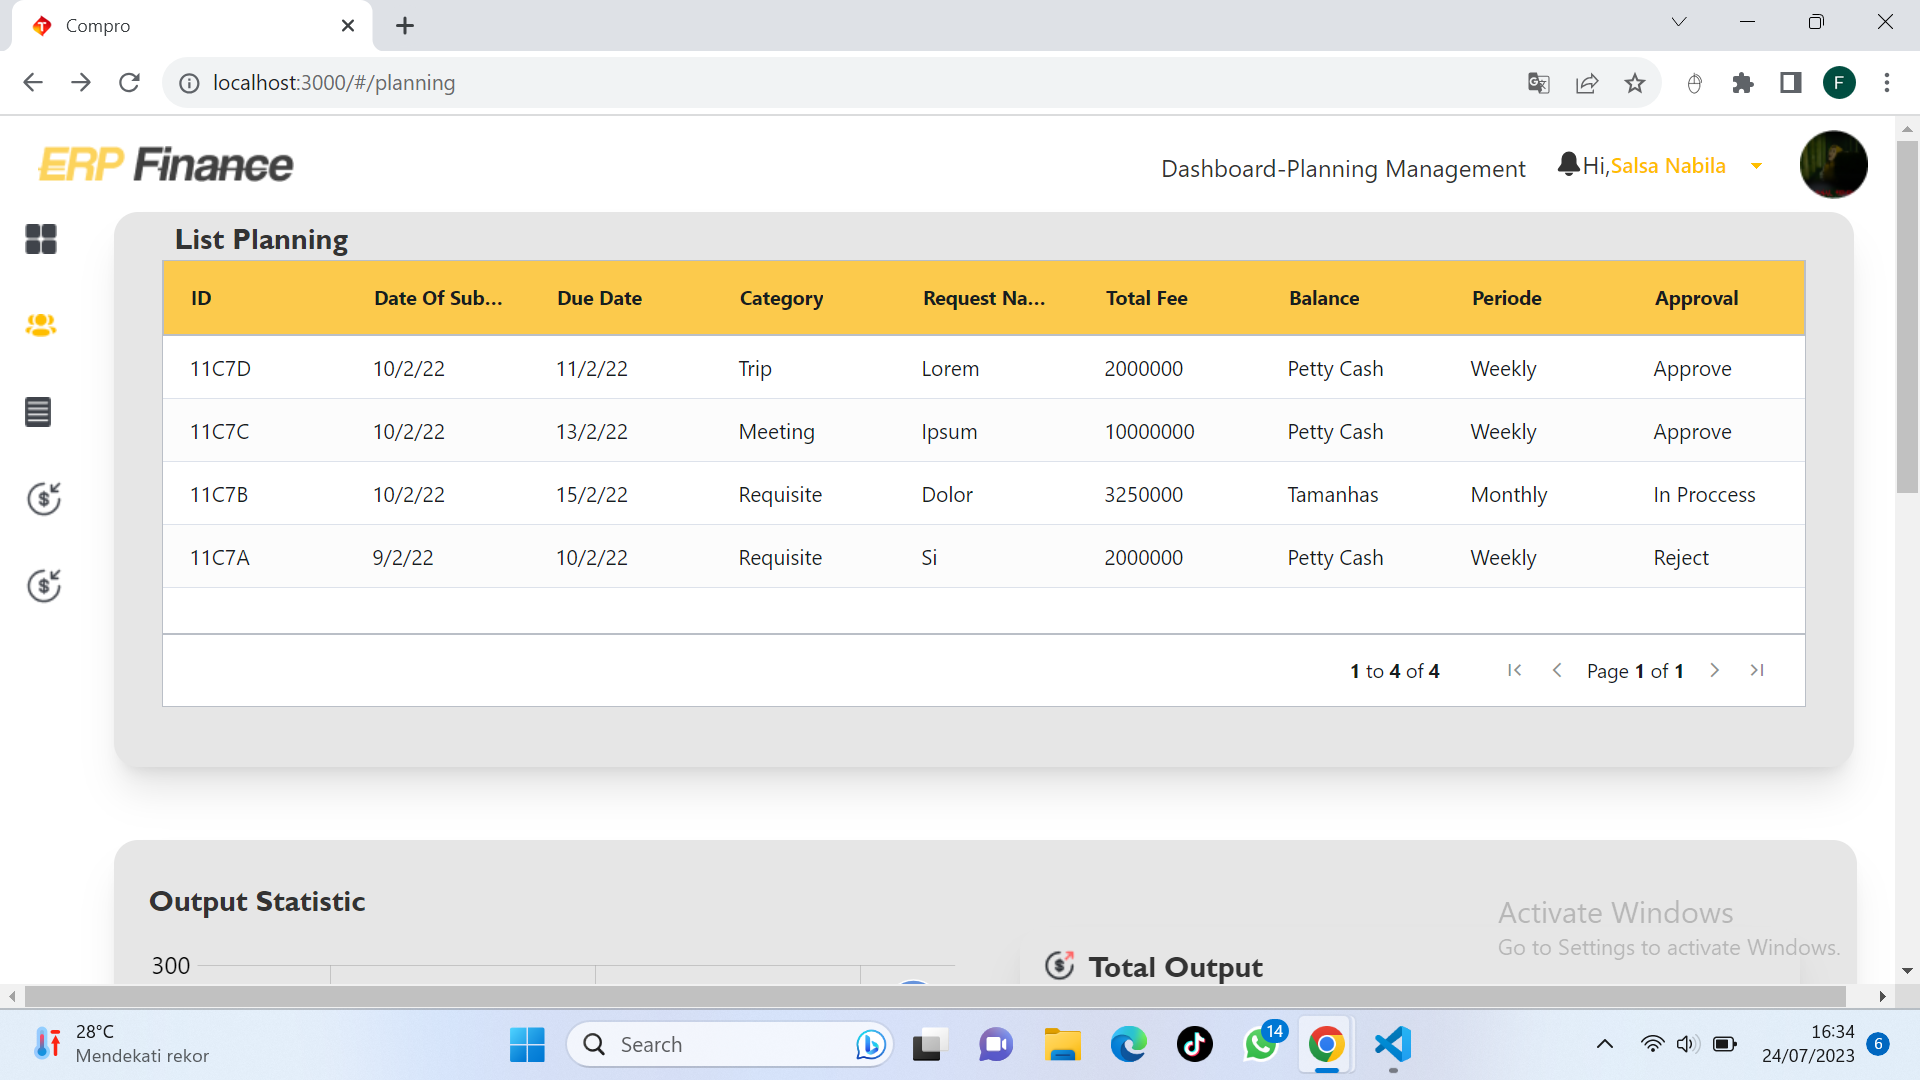 Compro
localhost:3000/#/planning
F
ERP Finance
Dashboard-Planning Management
Hi,Salsa Nabila
List Planning
ID Date Of Sub... Due Date Category Request Na... Total Fee Balance Periode Approval
11C7D 10/2/22 11/2/22 Trip Lorem 2000000 Petty Cash Weekly Approve
11C7C 10/2/22 13/2/22 Meeting Ipsum 10000000 Petty Cash Weekly Approve
11C7B 10/2/22 15/2/22 Requisite Dolor 3250000 Tamanhas Monthly In Proccess
11C7A 9/2/22 10/2/22 Requisite Si 2000000 Petty Cash Weekly Reject
1 to 4 of 4 Page 1 of 1
Output Statistic
300
Total Output
Activate Windows
Go to Settings to activate Windows.
28°C
Mendekati rekor
Search
14
16:34
24/07/2023
6